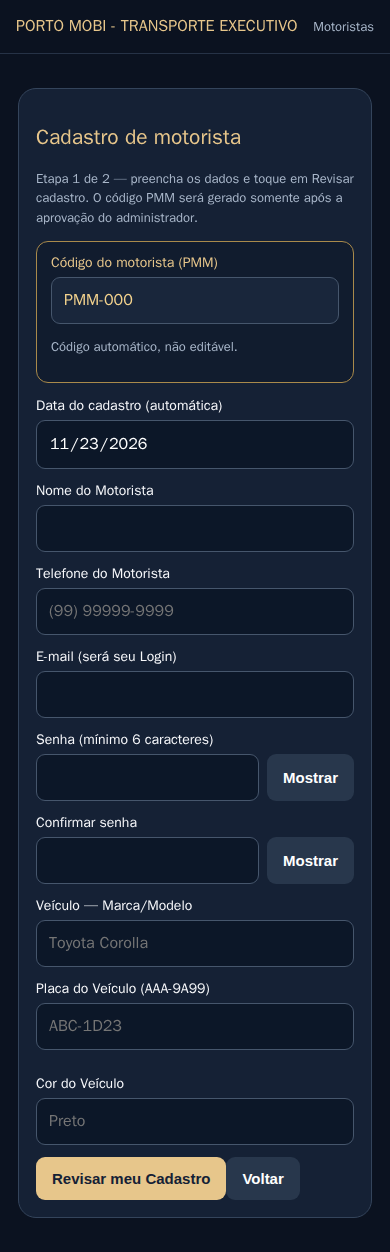 PORTO MOBI - TRANSPORTE EXECUTIVO Motoristas
Cadastro de motorista
Etapa 1 de 2 — preencha os dados e toque em Revisar
cadastro. O código PMM será gerado somente após a
aprovação do administrador.
Código do motorista (PMM)
PMM-000
Código automático, não editável.
Data do cadastro (automática)
11/23/2026
Nome do Motorista
Telefone do Motorista
(99) 99999-9999
E-mail (será seu Login)
Senha (mínimo 6 caracteres)
Mostrar
Confirmar senha
Mostrar
Veículo — Marca/Modelo
Toyota Corolla
Placa do Veículo (AAA-9A99)
ABC-1D23
Cor do Veículo
Preto
Revisar meu Cadastro Voltar